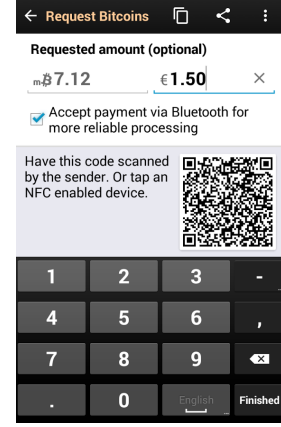 Request Bitcoins
Requested amount (optional)
m₿7.12 €1.50
Accept payment via Bluetooth for
more reliable processing
Have this code scanned
by the sender. Or tap an
NFC enabled device.
1 2 3 -
4 5 6 ,
7 8 9
. 0 English Finished